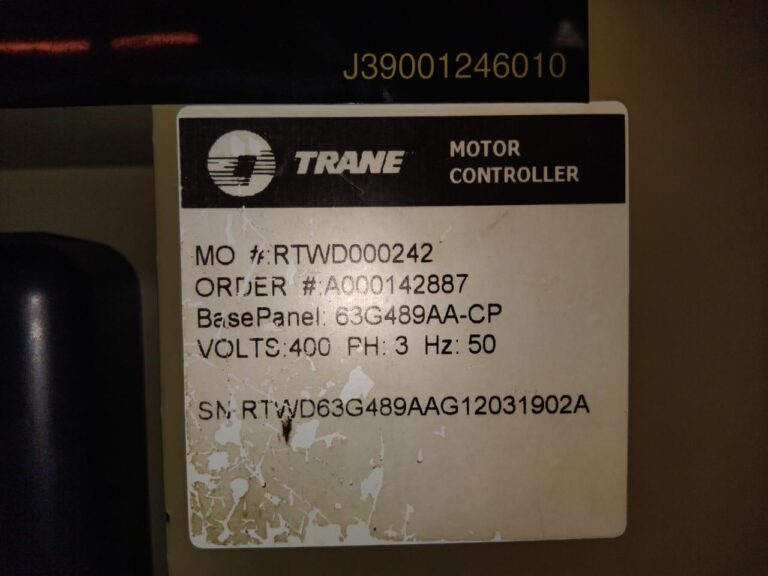 J39001246010
TRANE
MOTOR
CONTROLLER
MO #:RTWD000242
ORDER #:A000142887
BasePanel: 63G489AA-CP
VOLTS:400 PH: 3 Hz: 50
SN:RTWD63G489AAG12031902A